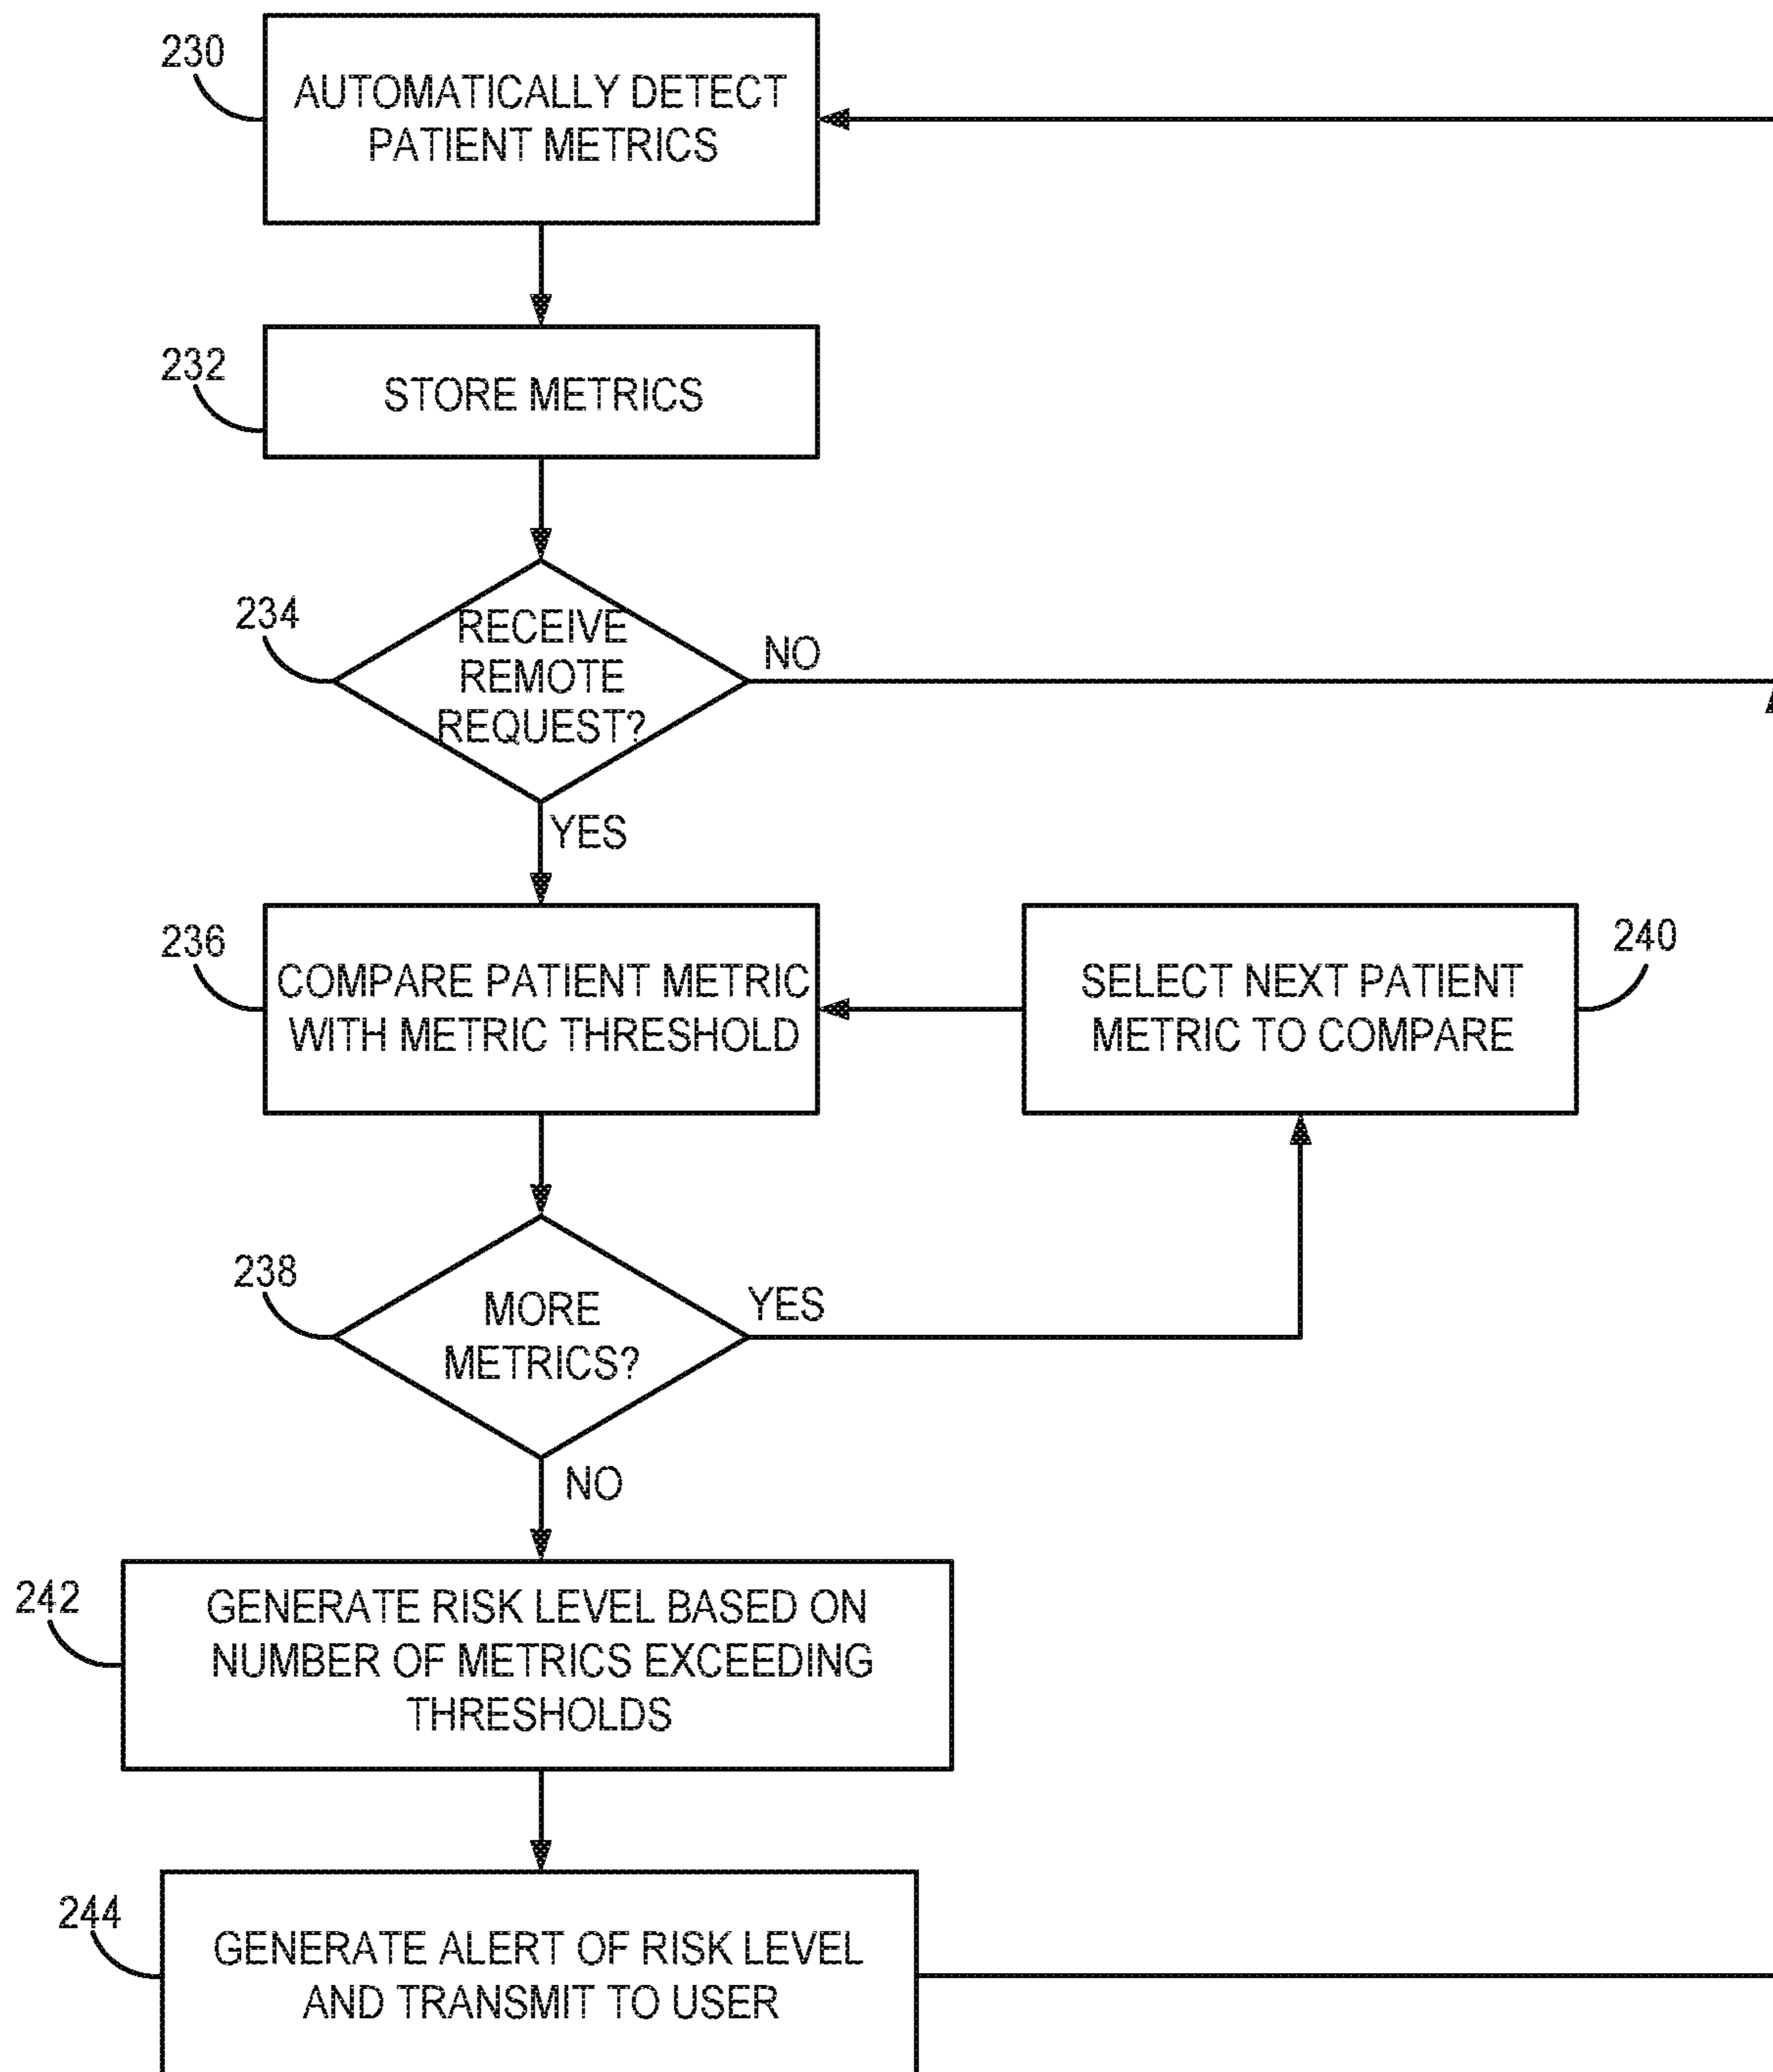 230
AUTOMATICALLY DETECT
PATIENT METRICS
232
STORE METRICS
234
RECEIVE
REMOTE
REQUEST?
NO
YES
236
COMPARE PATIENT METRIC
WITH METRIC THRESHOLD
SELECT NEXT PATIENT
METRIC TO COMPARE
240
238
MORE
METRICS?
YES
NO
242
GENERATE RISK LEVEL BASED ON
NUMBER OF METRICS EXCEEDING
THRESHOLDS
244
GENERATE ALERT OF RISK LEVEL
AND TRANSMIT TO USER